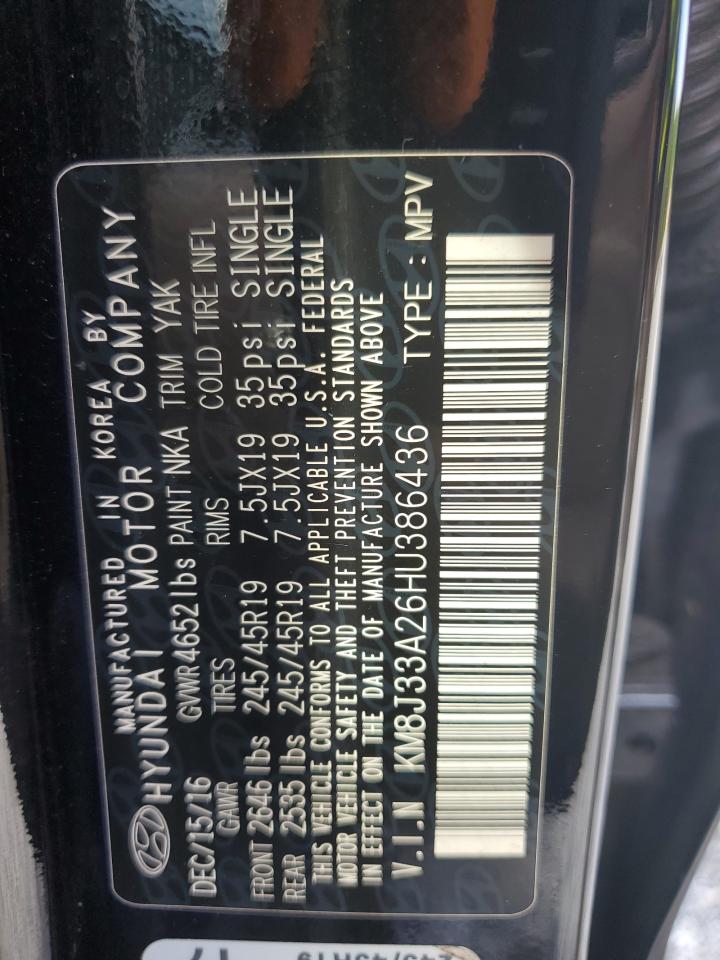 MANUFACTURED IN KOREA BY
HYUNDAI MOTOR COMPANY
DEC/15/16 GWR4652lbs PAINT NKA TRIM YAK
GAWR TIRES RIMS COLD TIRE INFL
FRONT 2646 lbs 245/45R19 7.5JX19 35psi SINGLE
REAR 2535 lbs 245/45R19 7.5JX19 35psi SINGLE
THIS VEHICLE CONFORMS TO ALL APPLICABLE U.S.A. FEDERAL
MOTOR VEHICLE SAFETY AND THEFT PREVENTION STANDARDS
IN EFFECT ON THE DATE OF MANUFACTURE SHOWN ABOVE
V.I.N KM8J33A26HU386436 TYPE : MPV
245/45R19